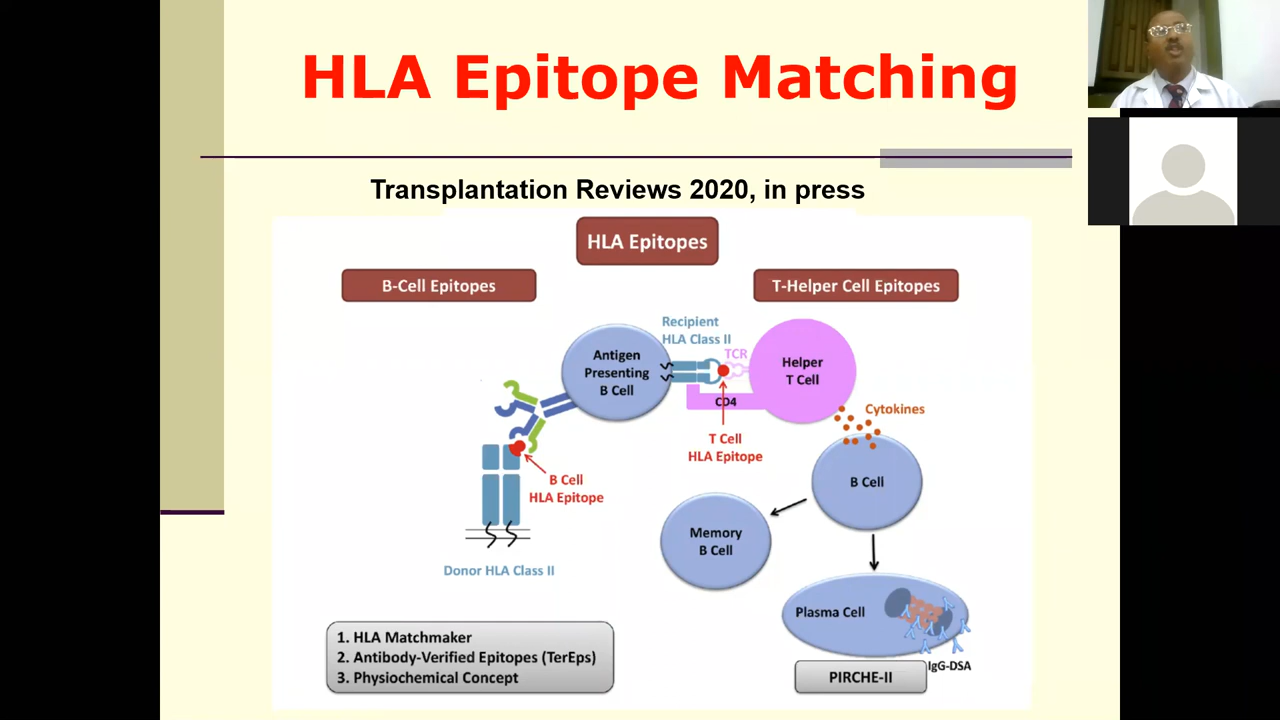 HLA Epitope Matching
Transplantation Reviews 2020, in press
HLA Epitopes
B-Cell Epitopes
T-Helper Cell Epitopes
Recipient
HLA Class II
TCR
Antigen
Presenting
B Cell
Helper
T Cell
CD4
Cytokines
T Cell
HLA Epitope
B Cell
HLA Epitope
B Cell
Memory
B Cell
Donor HLA Class II
Plasma Cell
IgG-DSA
1. HLA Matchmaker
2. Antibody-Verified Epitopes (TerEps)
3. Physiochemical Concept
PIRCHE-II